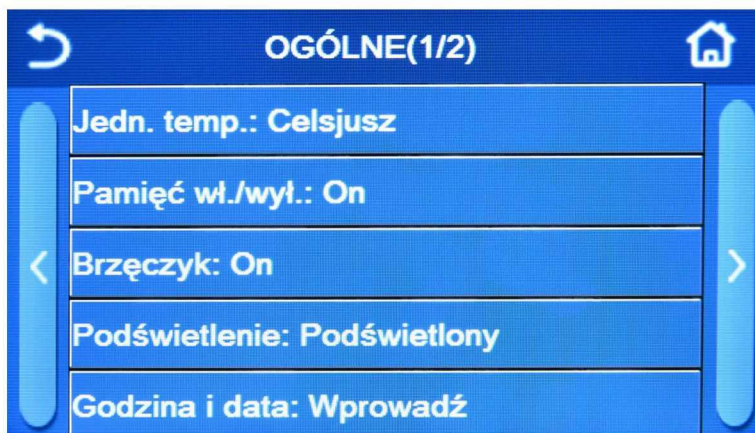 OGÓLNE(1/2)
Jedn. temp.: Celsjusz
Pamięć wł./wył.: On
Brzęczyk: On
Podświetlenie: Podświetlony
Godzina i data: Wprowadź